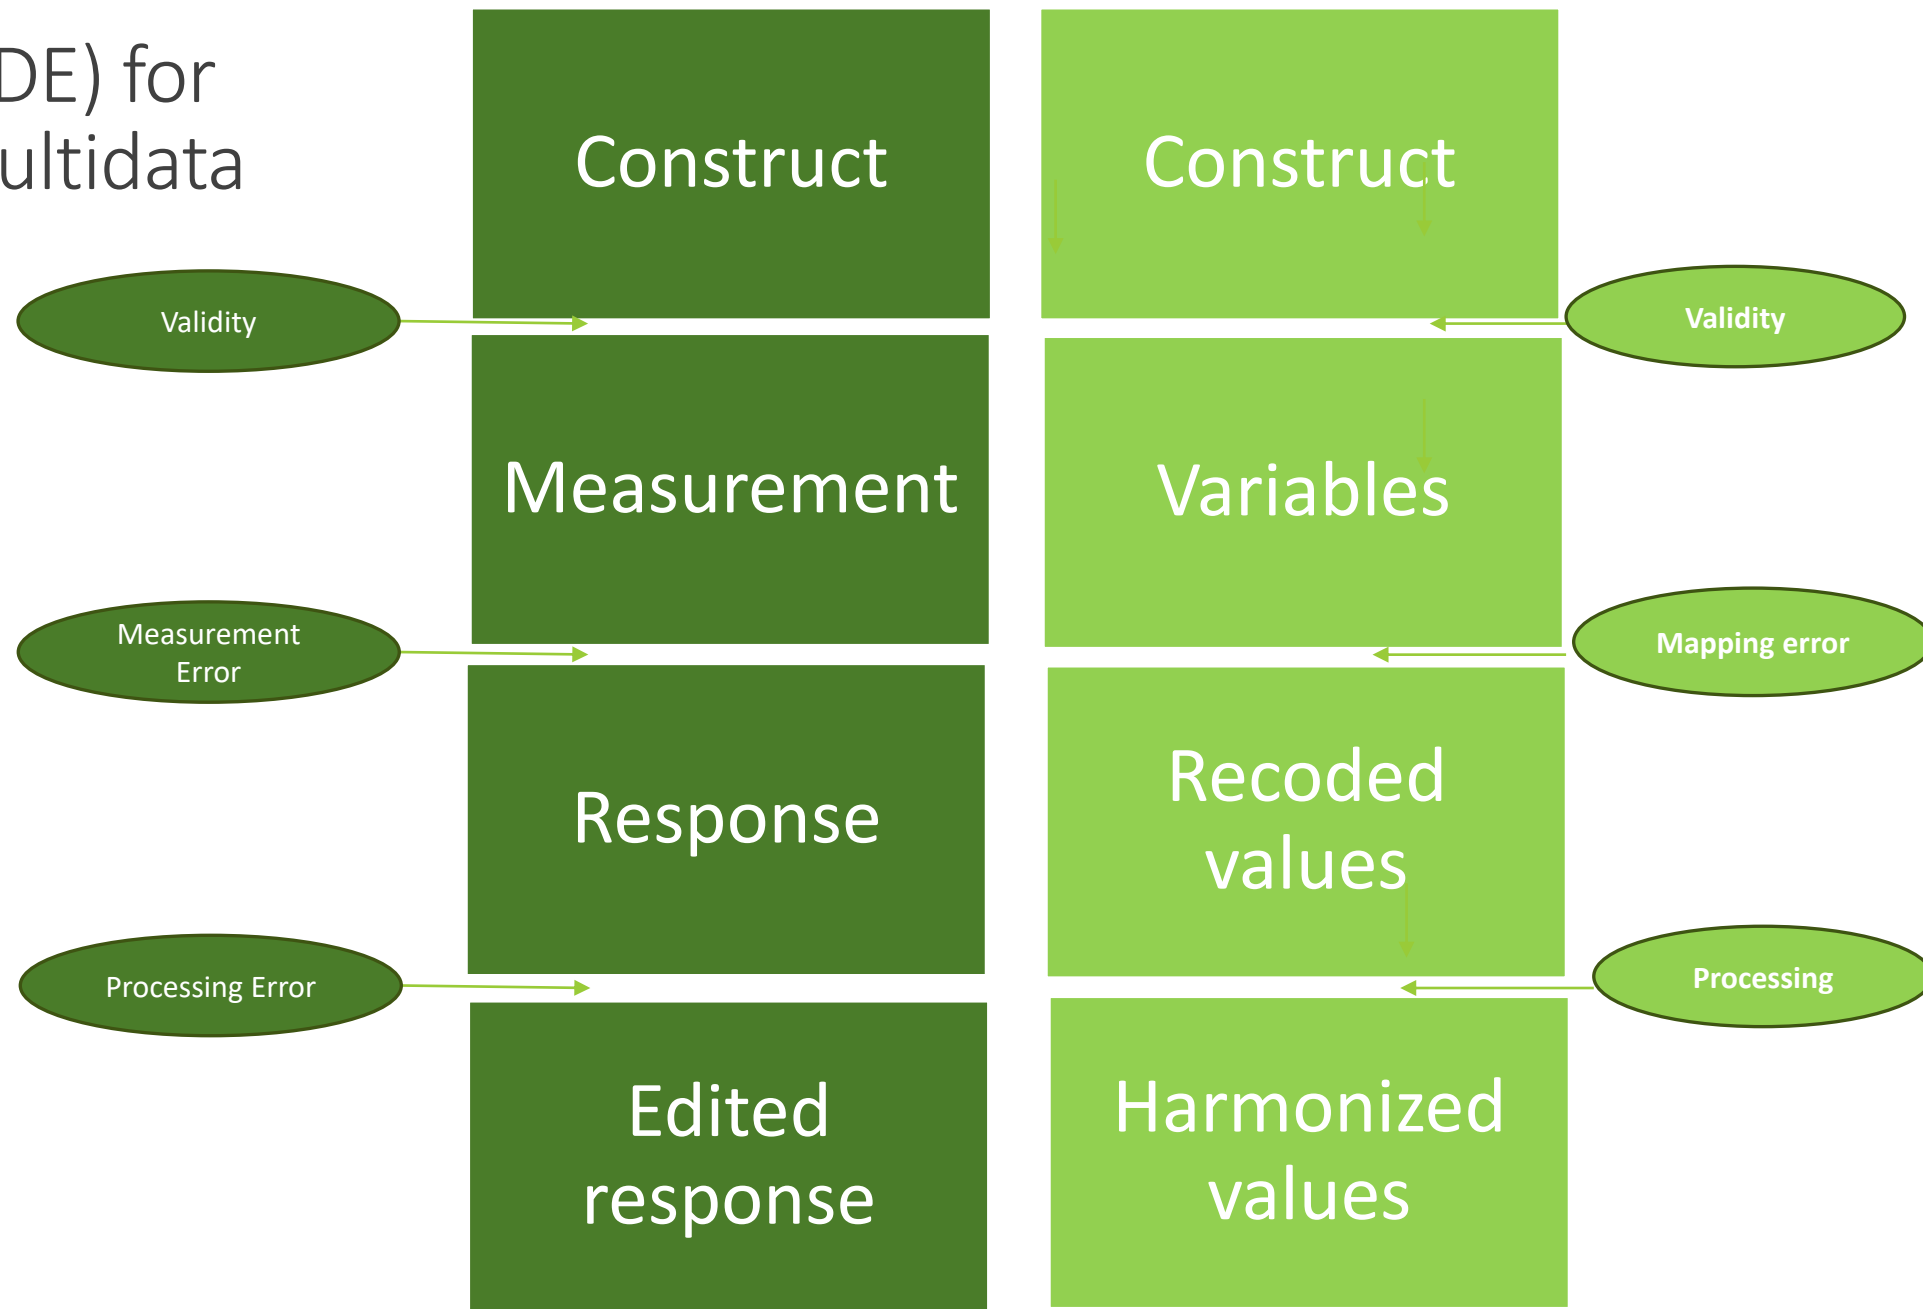 DE) for
ultidata
Construct
Construct
Validity
Validity
Measurement
Variables
Measurement
Error
Mapping error
Response
Recoded
values
Processing Error
Processing
Edited
response
Harmonized
values